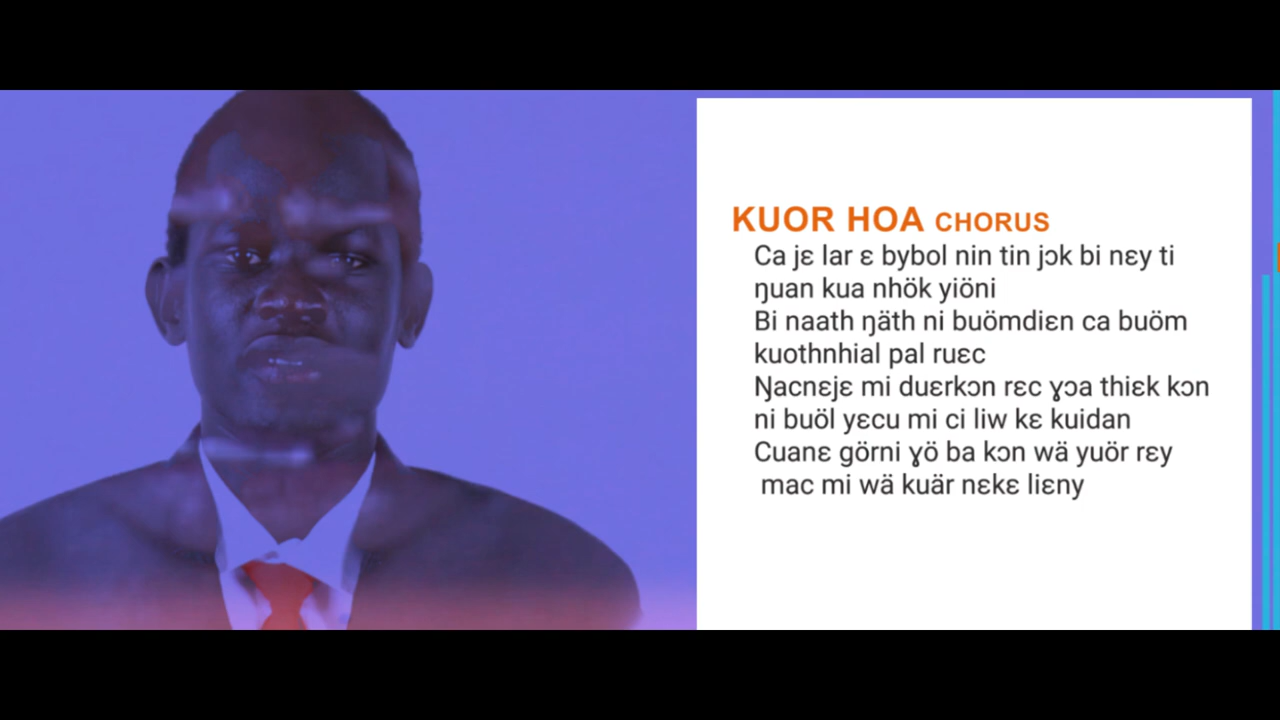 KUOR HOA CHORUS
Ca jɛ lar ɛ bybol nin tin jɔk bi nɛy ti
ŋuan kua nhök yiöni
Bi naath ŋäth ni buömdiɛn ca buöm
kuothnhial pal ruɛc
Ŋacnɛjɛ mi duɛrkɔn rɛc ɣɔa thiɛk kɔn
ni buöl yɛcu mi ci liw kɛ kuidan
Cuanɛ görni ɣö ba kɔn wä yuör rɛy
mac mi wä kuär nɛkɛ liɛny